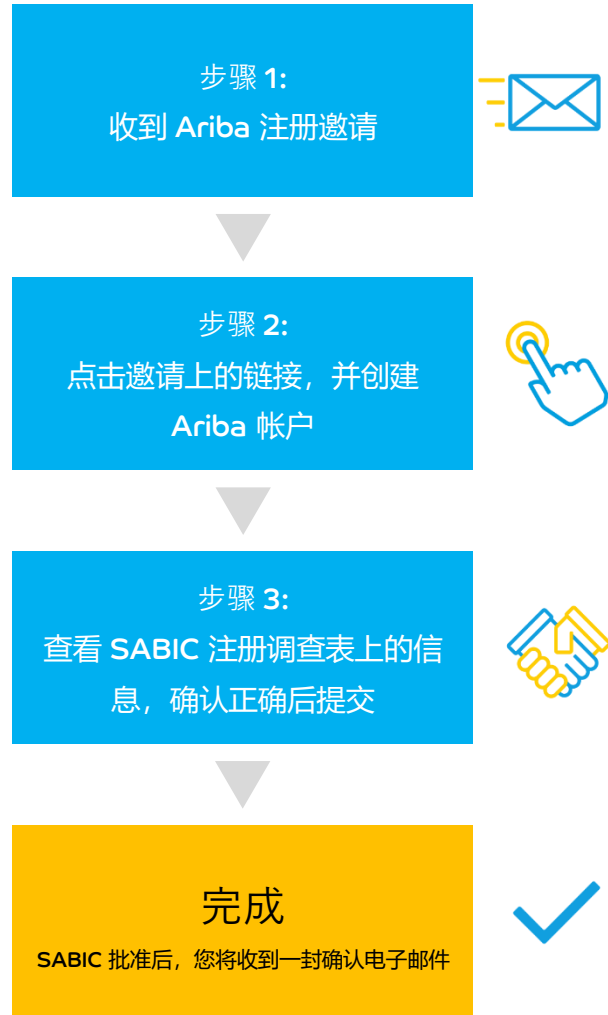 步骤 1:
收到 Ariba 注册邀请
步骤 2:
点击邀请上的链接，并创建
Ariba 帐户
步骤 3:
查看 SABIC 注册调查表上的信
息，确认正确后提交
完成
SABIC 批准后，您将收到一封确认电子邮件